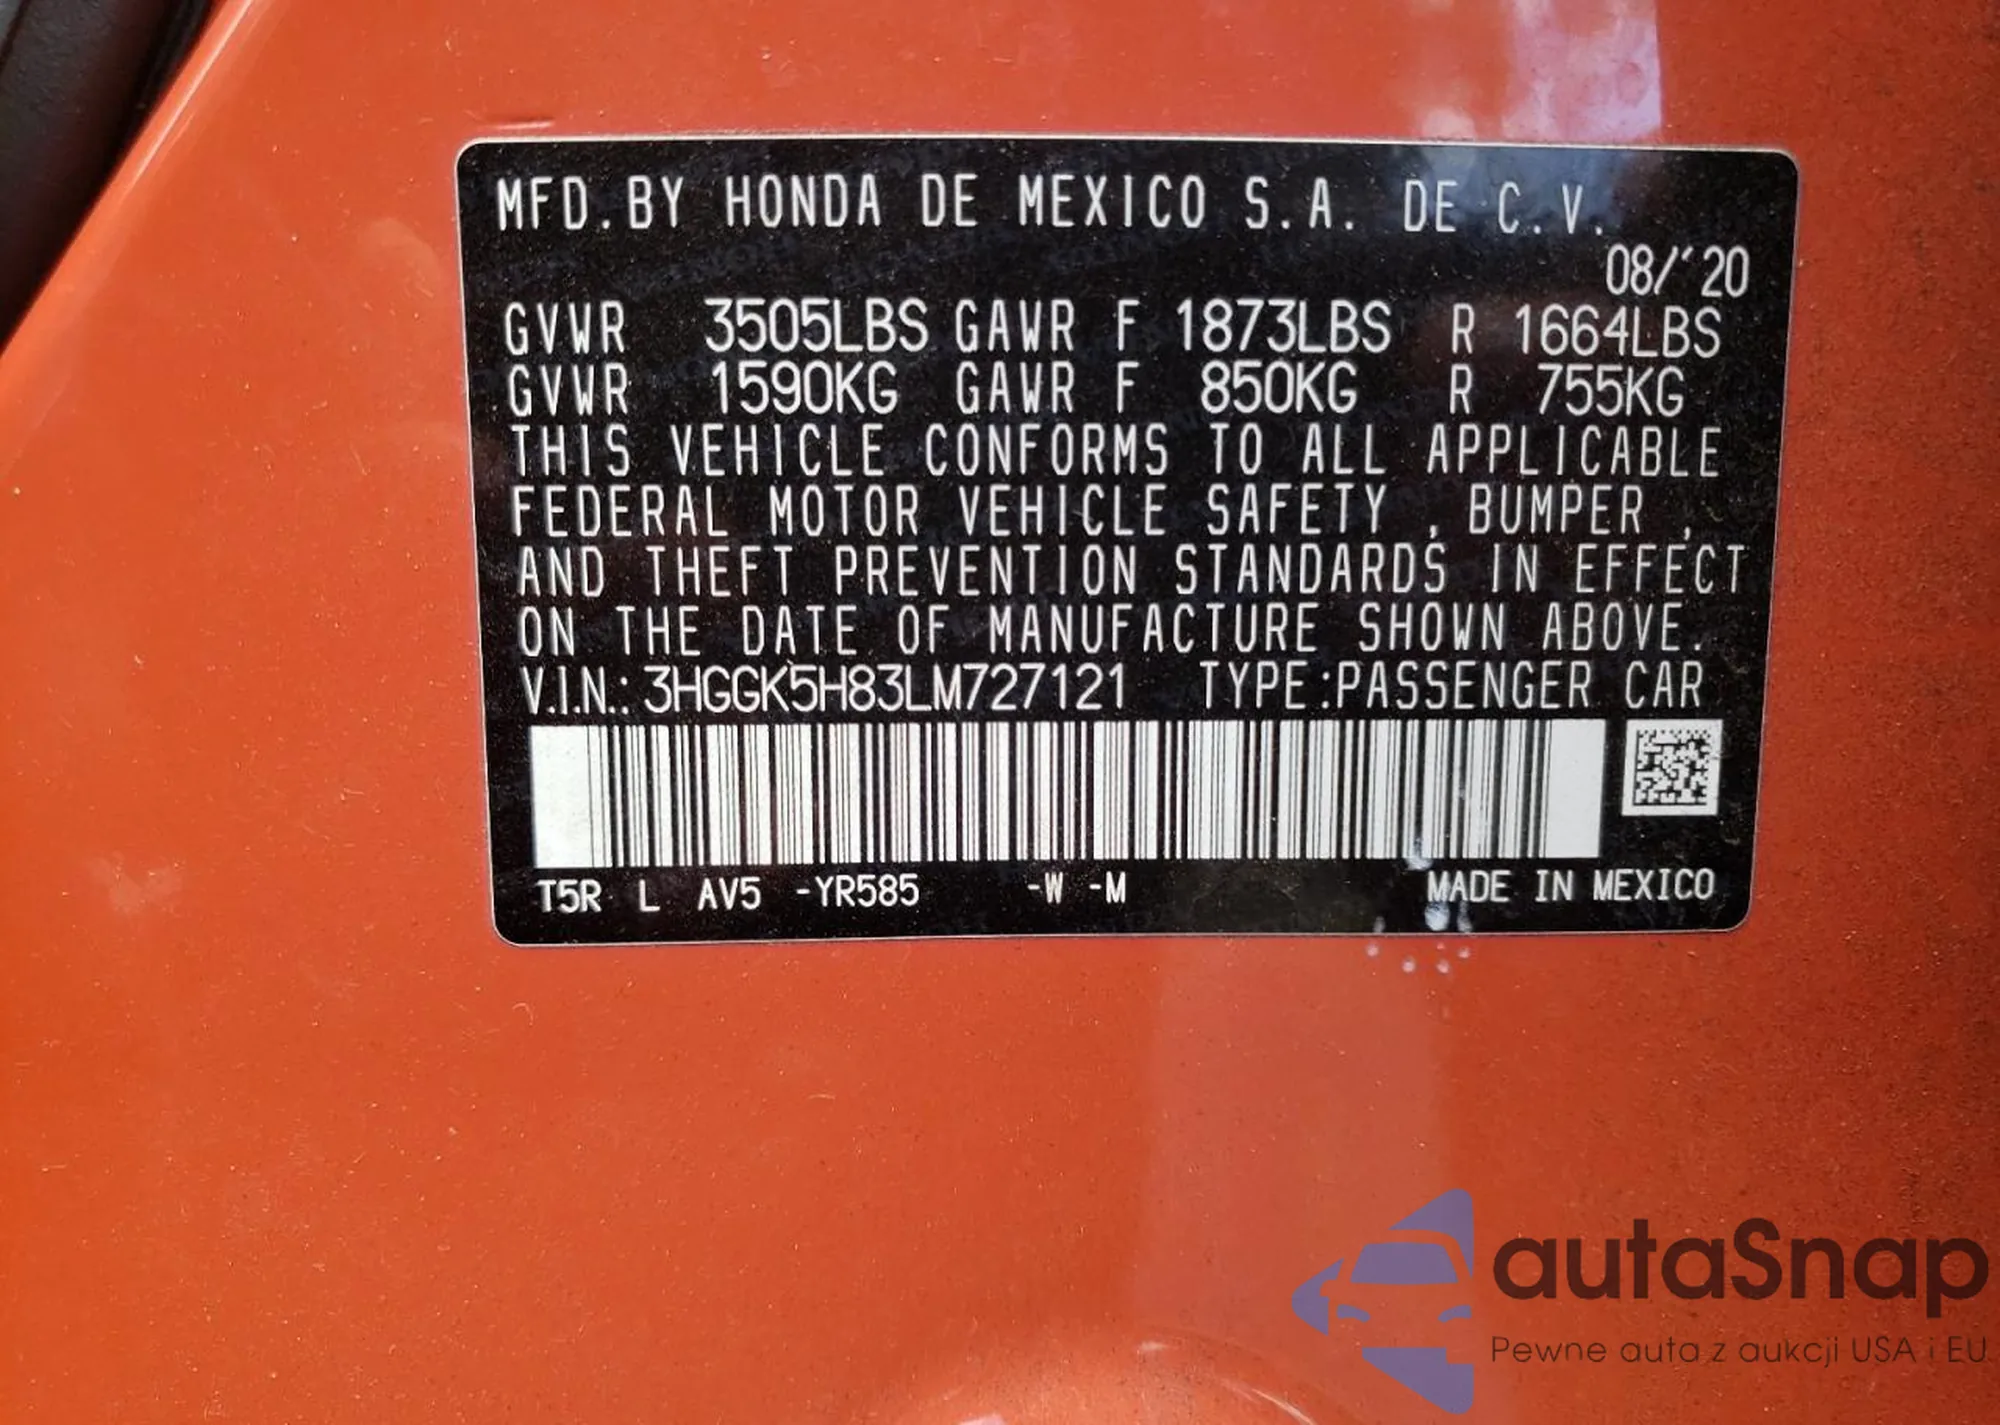 MFD.BY HONDA DE MEXICO S.A. DE C.V.
08/´20
GVWR 3505LBS GAWR F 1873LBS R 1664LBS
GVWR 1590KG GAWR F 850KG R 755KG
THIS VEHICLE CONFORMS TO ALL APPLICABLE
FEDERAL MOTOR VEHICLE SAFETY , BUMPER ,
AND THEFT PREVENTION STANDARDS IN EFFECT
ON THE DATE OF MANUFACTURE SHOWN ABOVE.
V.I.N.: 3HGGK5H83LM727121 TYPE:PASSENGER CAR
T5R L AV5 -YR585 -W -M MADE IN MEXICO
autaSnap
Pewne auta z aukcji USA i EU